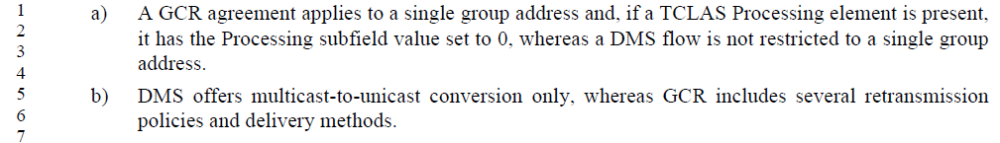 1 a) A GCR agreement applies to a single group address and, if a TCLAS Processing element is present,
2 it has the Processing subfield value set to 0, whereas a DMS flow is not restricted to a single group
3 address.
4
5 b) DMS offers multicast-to-unicast conversion only, whereas GCR includes several retransmission
6 policies and delivery methods.
7